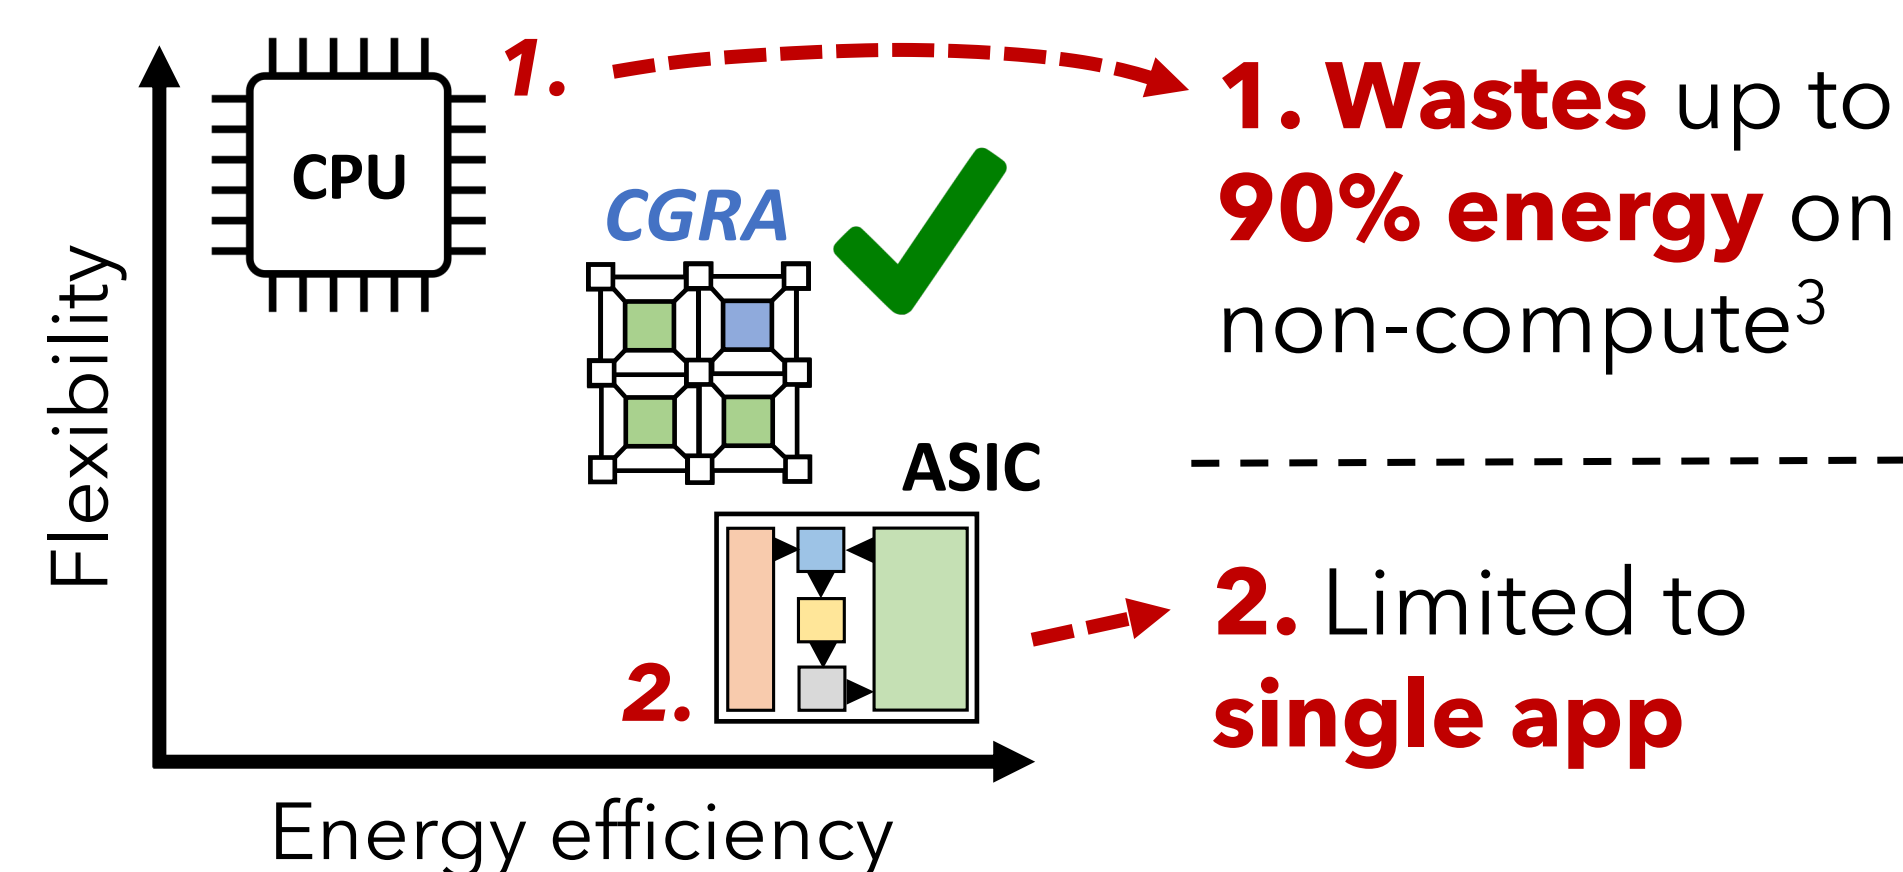 1.
CPU
CGRA
ASIC
2.
Flexibility
Energy efficiency
1. Wastes up to
90% energy on
non-compute³
2. Limited to
single app